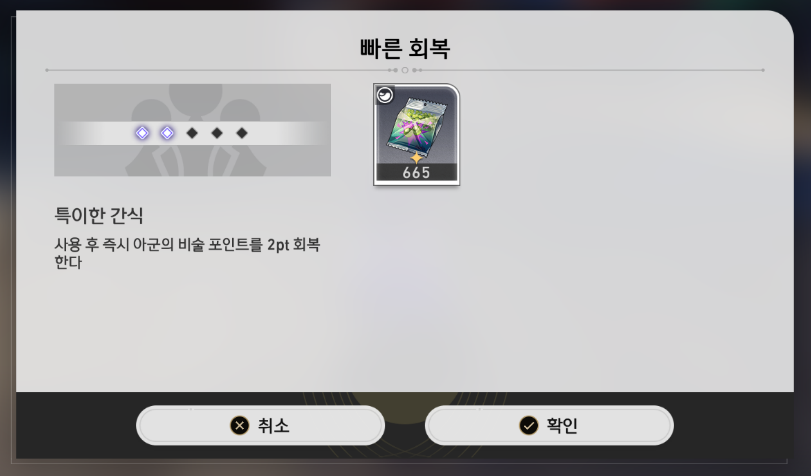 빠른 회복
665
특이한 간식
사용 후 즉시 아군의 비술 포인트를 2pt 회복
한다
취소
확인